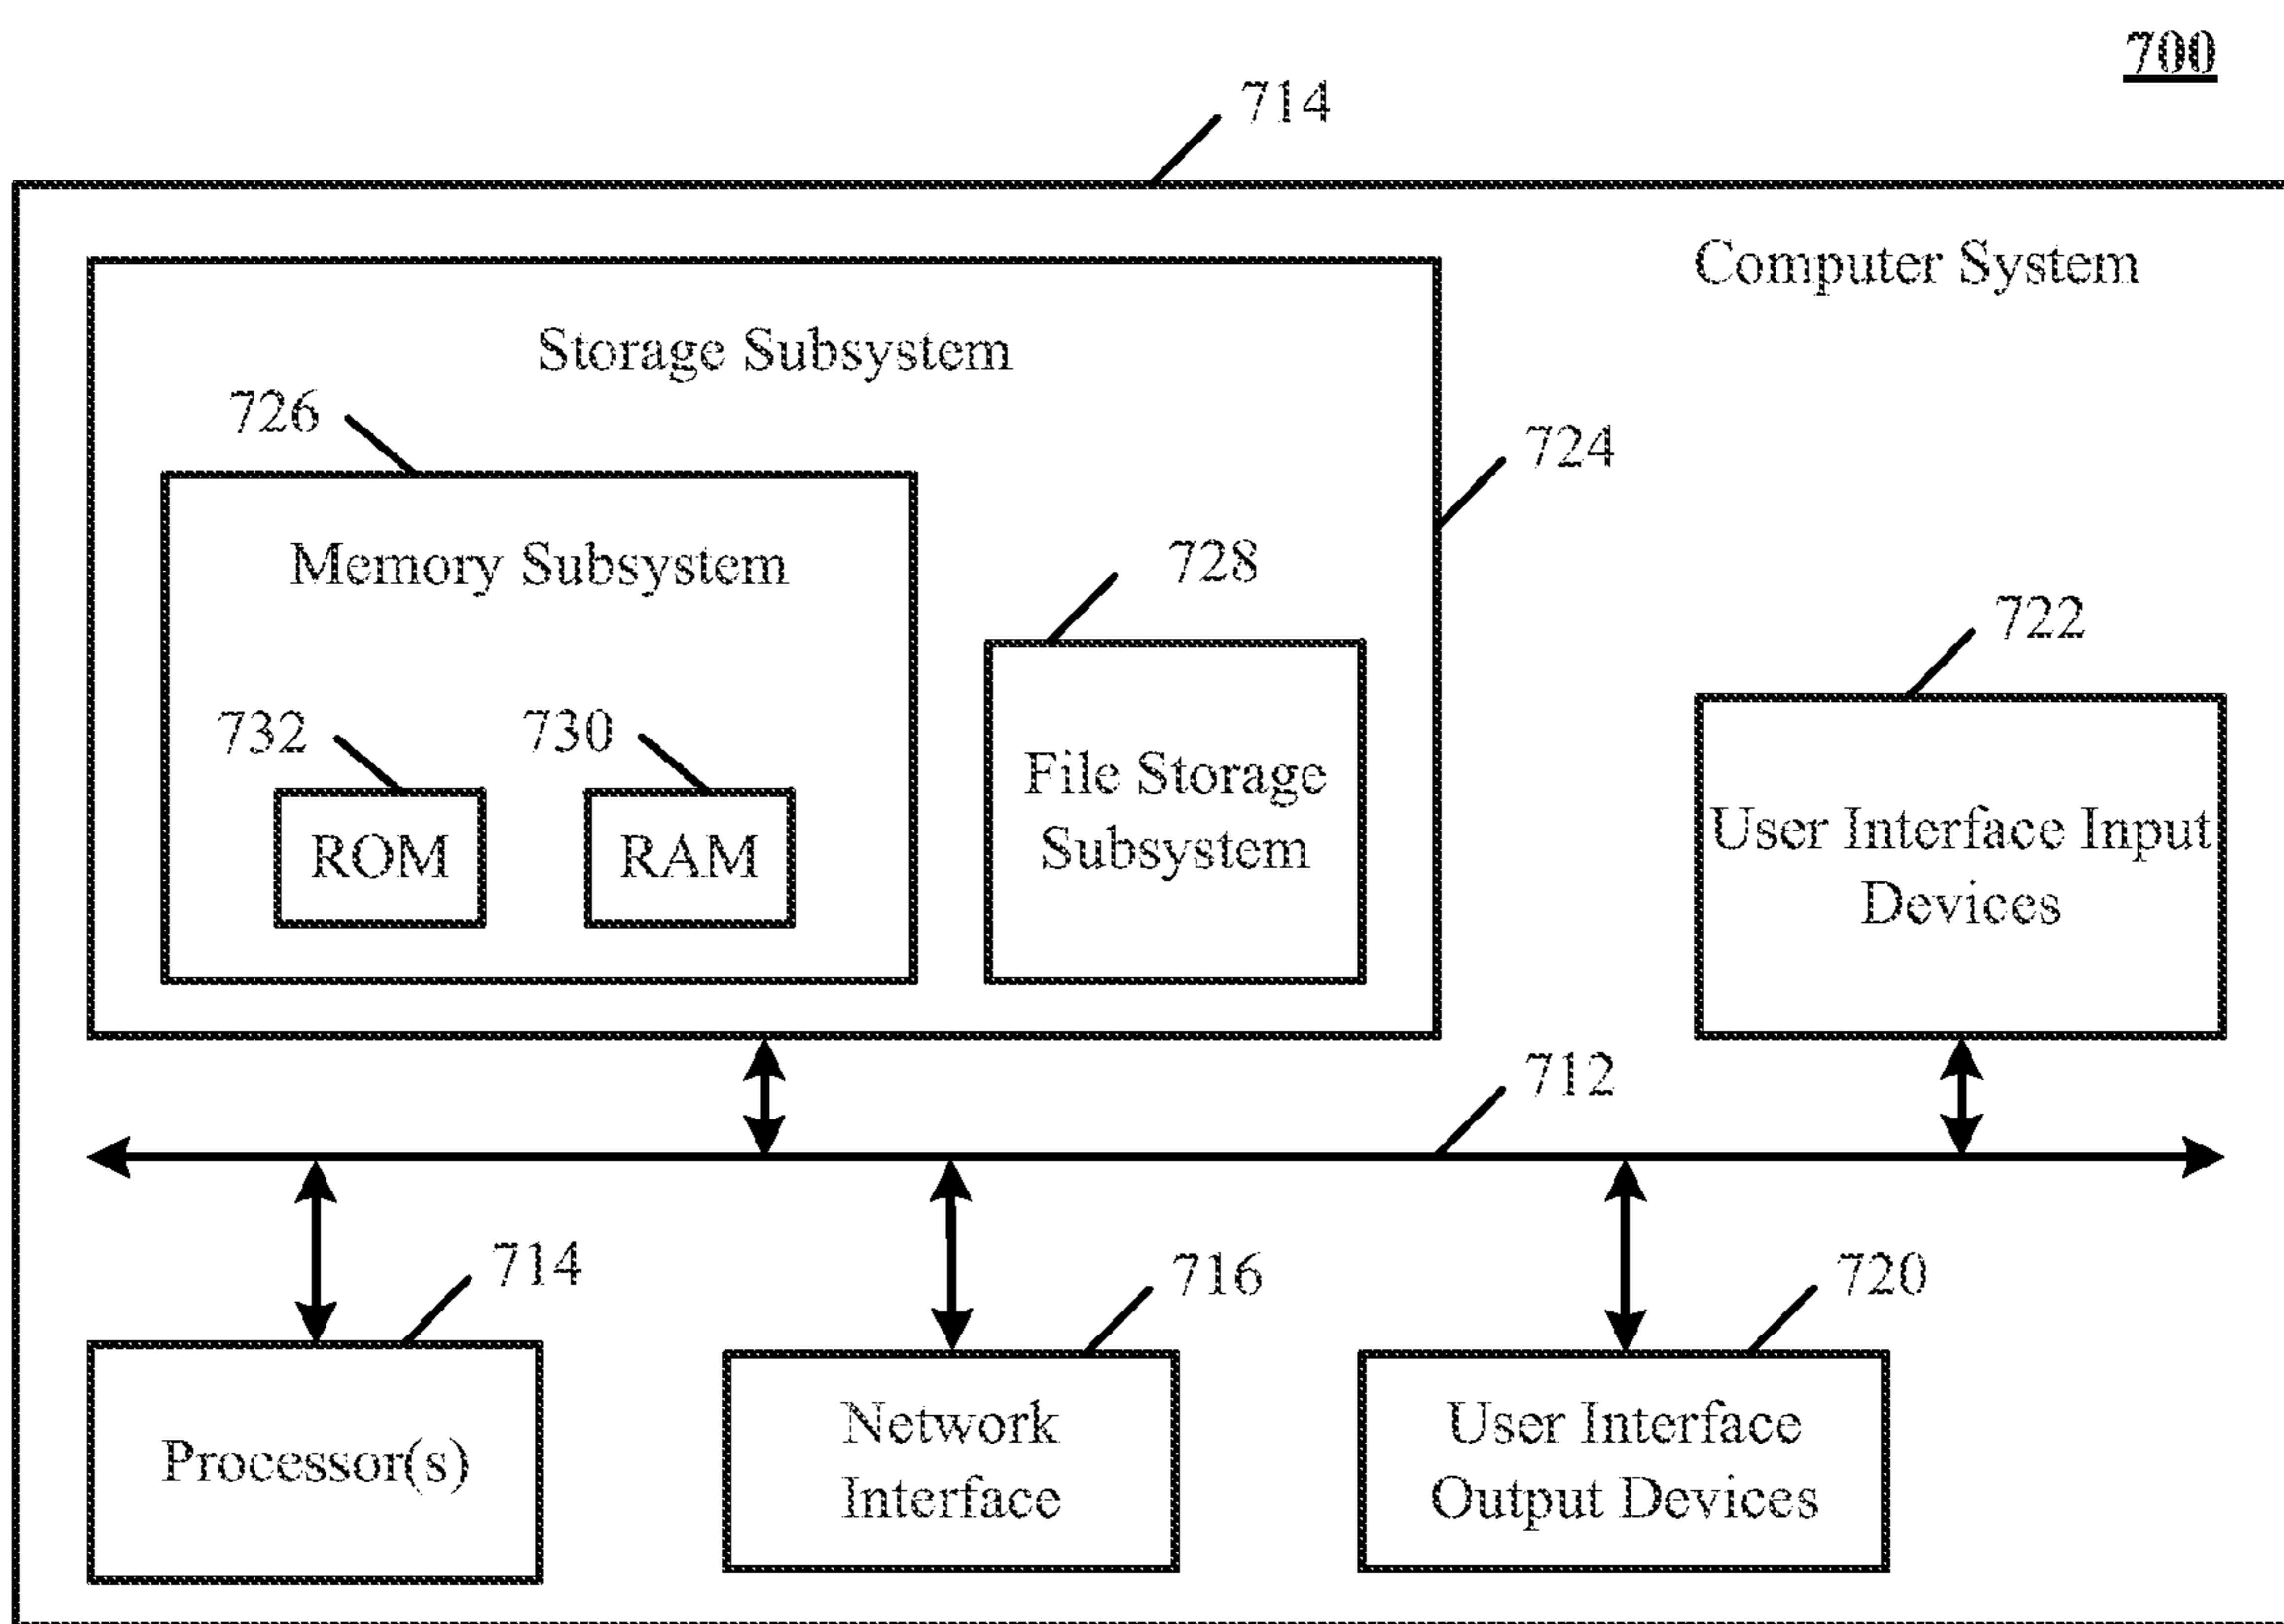 700
714
Computer System
Storage Subsystem
726
724
Memory Subsystem
728
722
732
730
File Storage
Subsystem
ROM
RAM
User Interface Input
Devices
712
714
716
720
Processor(s)
Network
Interface
User Interface
Output Devices